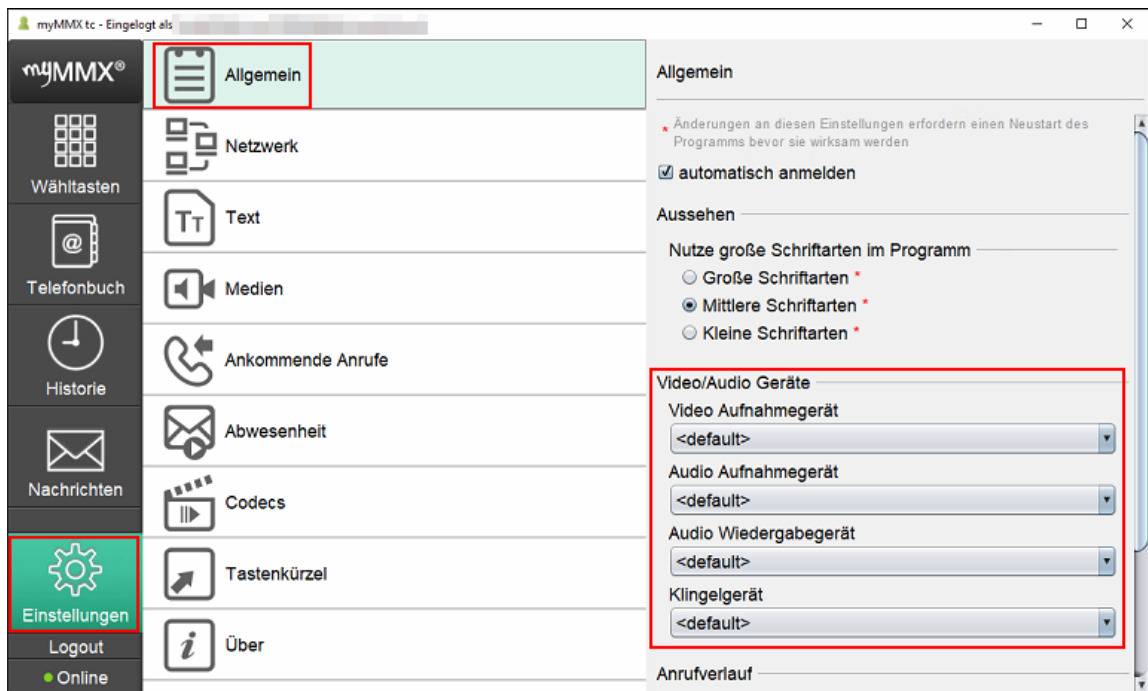 myMMX tc - Eingelogt als
myMMX®
Wähltasten
Telefonbuch
Historie
Nachrichten
Einstellungen
Logout
Online
Allgemein
Netzwerk
Text
Medien
Ankommende Anrufe
Abwesenheit
Codecs
Tastenkürzel
Über
Allgemein
* Änderungen an diesen Einstellungen erfordern einen Neustart des
Programms bevor sie wirksam werden
automatisch anmelden
Aussehen
Nutze große Schriftarten im Programm
Große Schriftarten *
Mittlere Schriftarten *
Kleine Schriftarten *
Video/Audio Geräte
Video Aufnahmegerät
<default>
Audio Aufnahmegerät
<default>
Audio Wiedergabegerät
<default>
Klingelgerät
<default>
Anrufverlauf